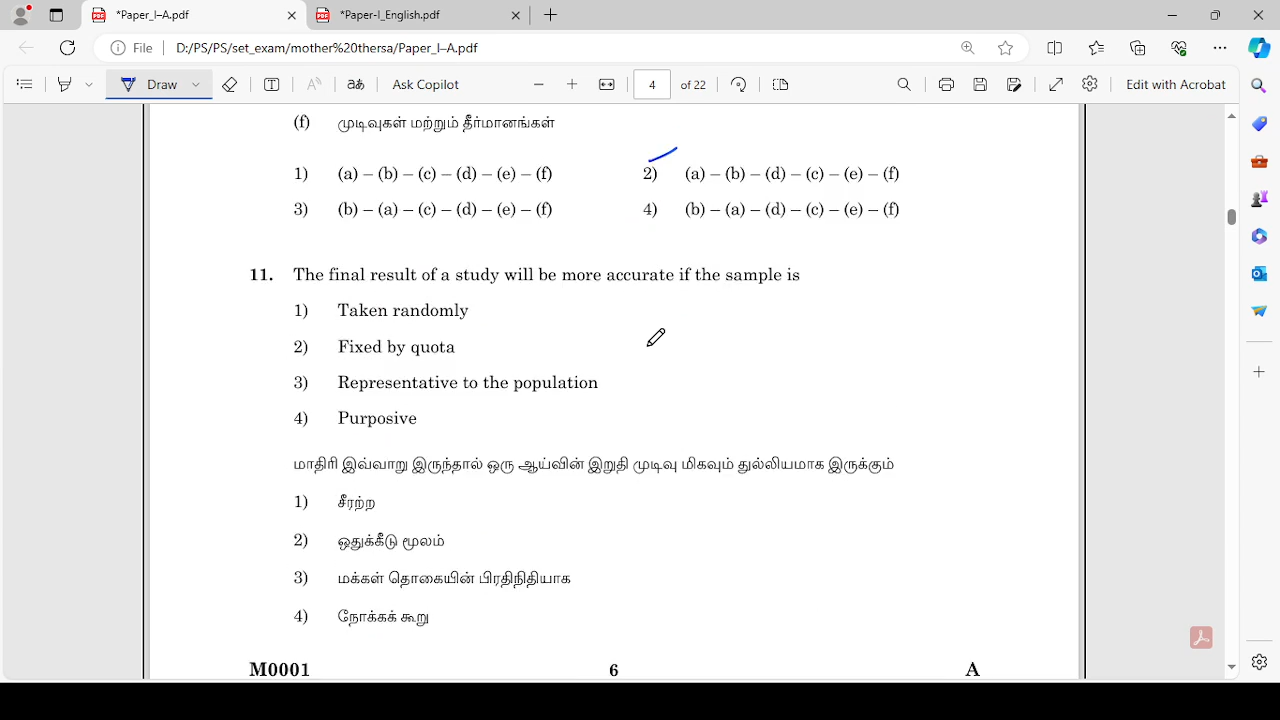 *Paper_I–A.pdf
*Paper-I_English.pdf
File
D:/PS/PS/set_exam/mother%20thersa/Paper_I–A.pdf
Draw
Ask Copilot
4 of 22
Edit with Acrobat
(f) முடிவுகள் மற்றும் தீர்மானங்கள்
1) (a) – (b) – (c) – (d) – (e) – (f) 2) (a) – (b) – (d) – (c) – (e) – (f)
3) (b) – (a) – (c) – (d) – (e) – (f) 4) (b) – (a) – (d) – (c) – (e) – (f)
11. The final result of a study will be more accurate if the sample is
1) Taken randomly
2) Fixed by quota
3) Representative to the population
4) Purposive
மாதிரி இவ்வாறு இருந்தால் ஒரு ஆய்வின் இறுதி முடிவு மிகவும் துல்லியமாக இருக்கும்
1) சீரற்ற
2) ஒதுக்கீடு மூலம்
3) மக்கள் தொகையின் பிரதிநிதியாக
4) நோக்கக் கூறு
M0001 6 A